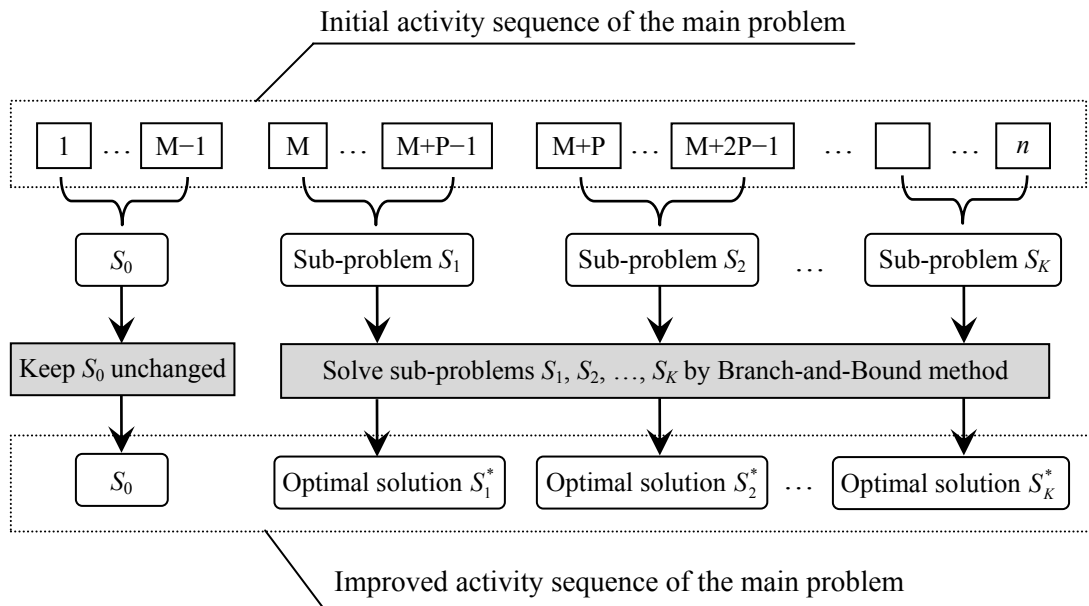 Initial activity sequence of the main problem
1 … M−1 M … M+P−1 M+P … M+2P−1 … … n
S0 Sub-problem S1 Sub-problem S2 … Sub-problem SK
Keep S0 unchanged Solve sub-problems S1, S2, …, SK by Branch-and-Bound method
S0 Optimal solution S1* Optimal solution S2* … Optimal solution SK*
Improved activity sequence of the main problem